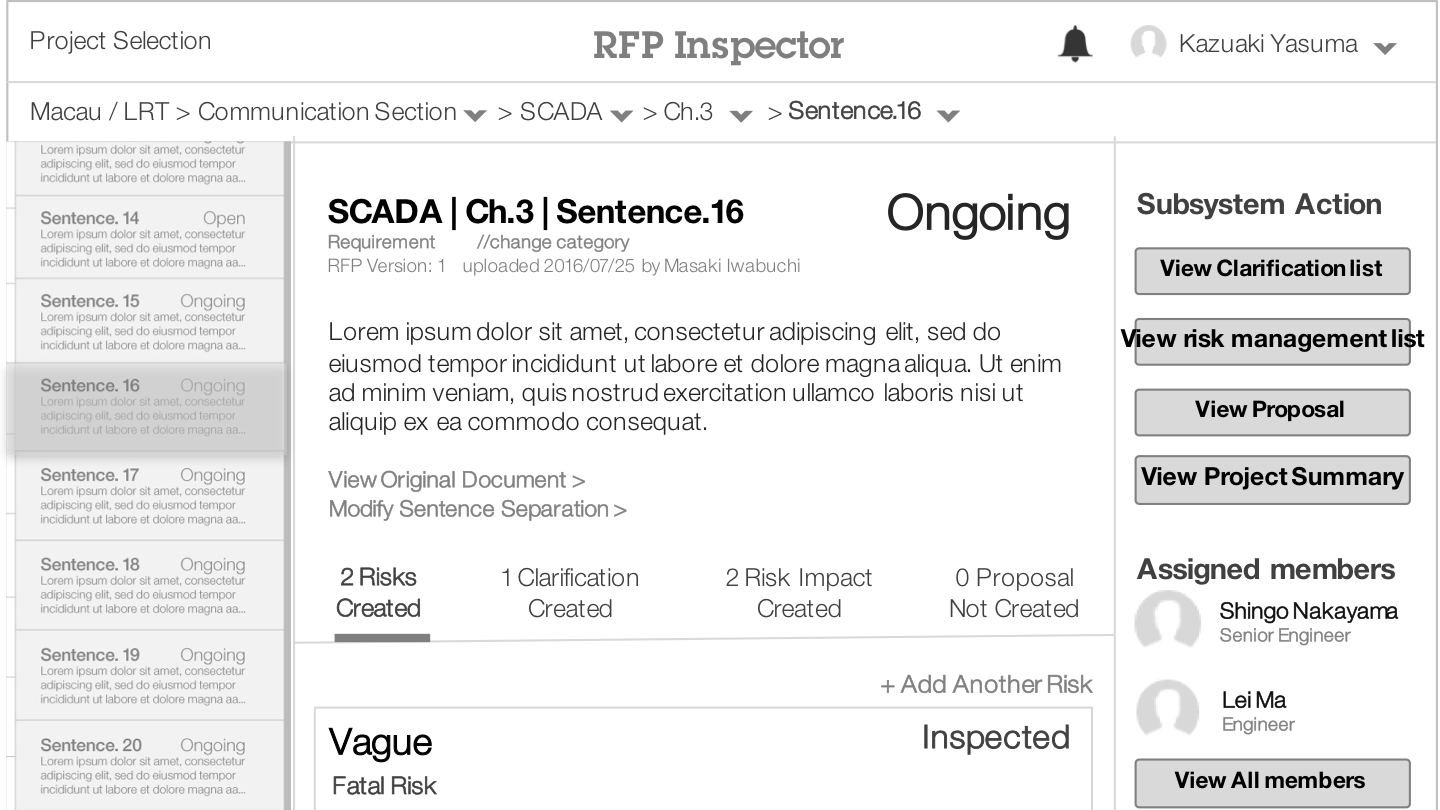 Project Selection
RFP Inspector
Kazuaki Yasuma
Macau / LRT > Communication Section > SCADA > Ch.3 > Sentence.16
Lorem ipsum dolor sit amet, consectetur
adipiscing elit, sed do eiusmod tempor
incididunt ut labore et dolore magna aa...
Sentence. 14 Open
Lorem ipsum dolor sit amet, consectetur
adipiscing elit, sed do eiusmod tempor
incididunt ut labore et dolore magna aa...
Sentence. 15 Ongoing
Lorem ipsum dolor sit amet, consectetur
adipiscing elit, sed do eiusmod tempor
incididunt ut labore et dolore magna aa...
Sentence. 16 Ongoing
Lorem ipsum dolor sit amet, consectetur
adipiscing elit, sed do eiusmod tempor
incididunt ut labore et dolore magna aa...
Sentence. 17 Ongoing
Lorem ipsum dolor sit amet, consectetur
adipiscing elit, sed do eiusmod tempor
incididunt ut labore et dolore magna aa...
Sentence. 18 Ongoing
Lorem ipsum dolor sit amet, consectetur
adipiscing elit, sed do eiusmod tempor
incididunt ut labore et dolore magna aa...
Sentence. 19 Ongoing
Lorem ipsum dolor sit amet, consectetur
adipiscing elit, sed do eiusmod tempor
incididunt ut labore et dolore magna aa...
Sentence. 20 Ongoing
Lorem ipsum dolor sit amet, consectetur
adipiscing elit, sed do eiusmod tempor
incididunt ut labore et dolore magna aa...
SCADA | Ch.3 | Sentence.16
Ongoing
Requirement //change category
RFP Version: 1 uploaded 2016/07/25 by Masaki Iwabuchi
Lorem ipsum dolor sit amet, consectetur adipiscing elit, sed do
eiusmod tempor incididunt ut labore et dolore magna aliqua. Ut enim
ad minim veniam, quis nostrud exercitation ullamco laboris nisi ut
aliquip ex ea commodo consequat.
View Original Document >
Modify Sentence Separation >
2 Risks
Created
1 Clarification
Created
2 Risk Impact
Created
0 Proposal
Not Created
+ Add Another Risk
Vague
Inspected
Fatal Risk
Subsystem Action
View Clarification list
View risk management list
View Proposal
View Project Summary
Assigned members
Shingo Nakayama
Senior Engineer
Lei Ma
Engineer
View All members